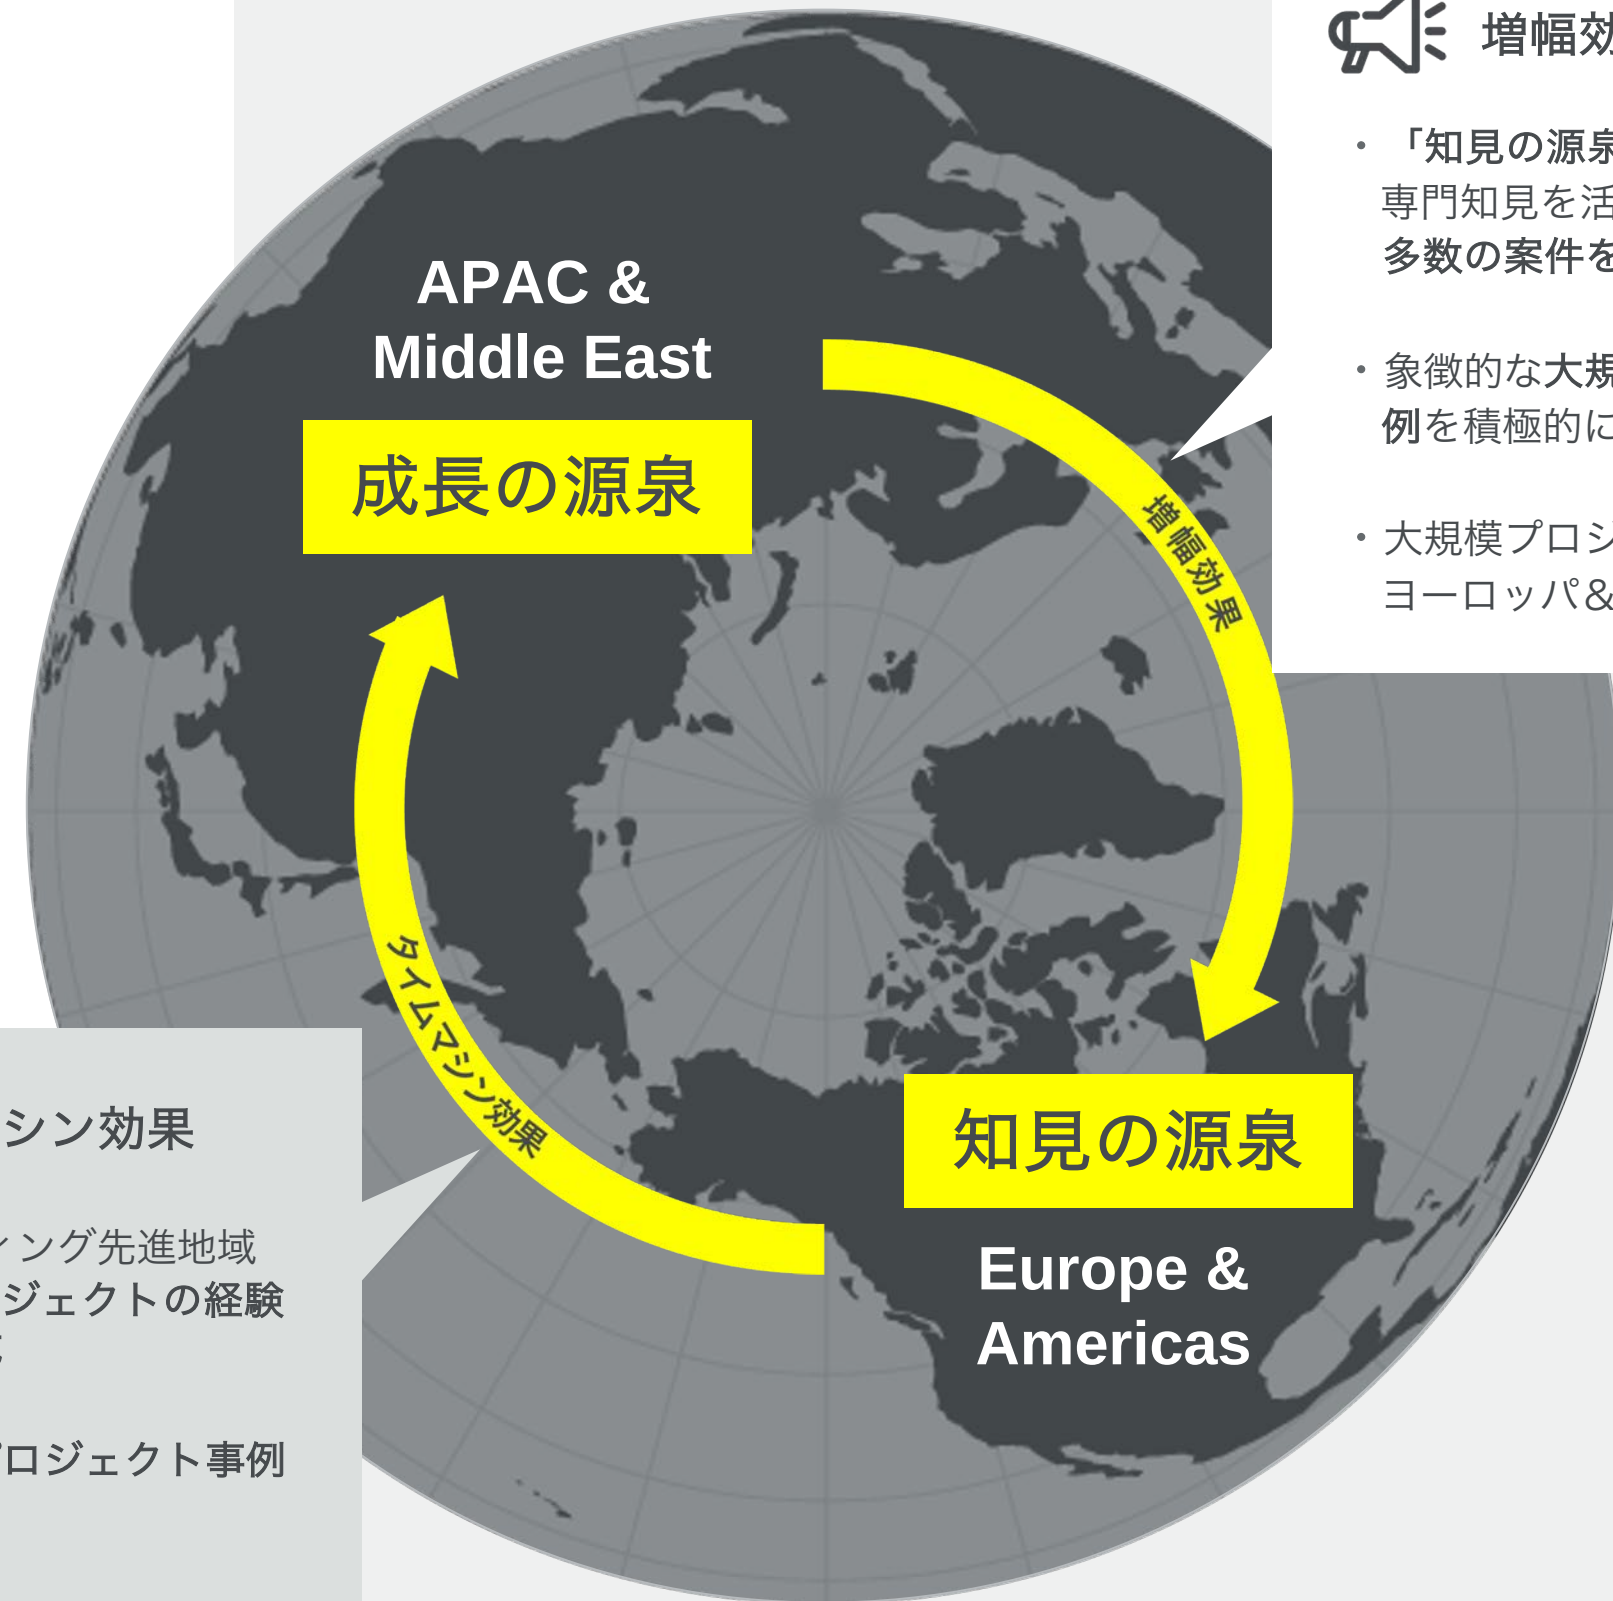 増幅効
・「知見の源泉
専門知見を活
多数の案件を
・象徴的な大規
例を積極的に
・大規模プロジ
ヨーロッパ&
APAC &
Middle East
成長の源泉
増幅効果
タイムマシン効果
知見の源泉
Europe &
Americas
シン効果
ィング先進地域
ジェクトの経験
プロジェクト事例